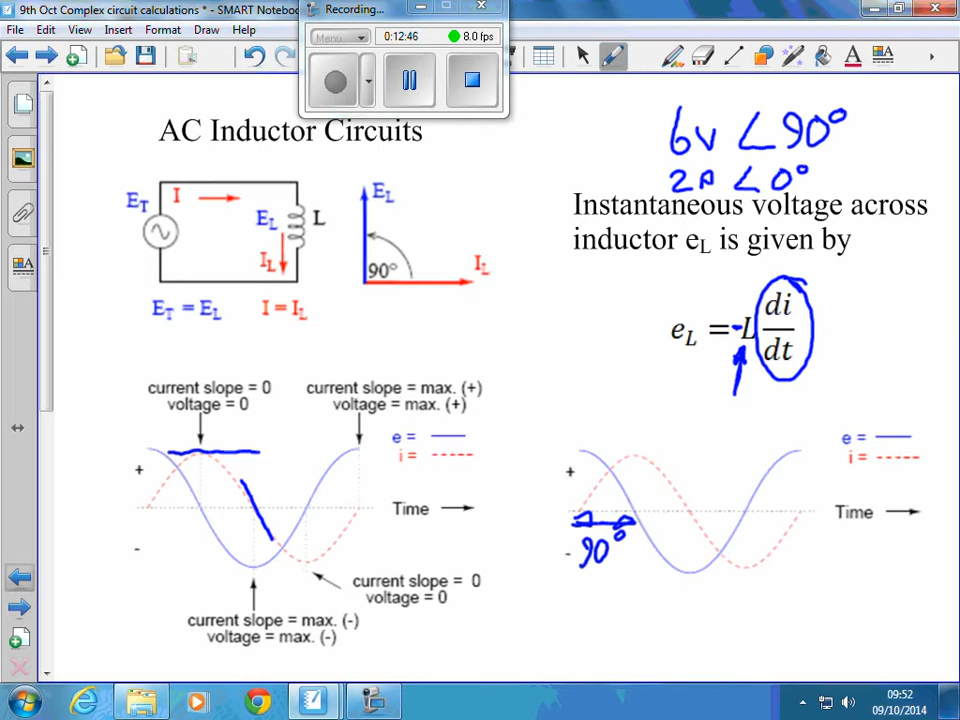 9th Oct Complex circuit calculations * - SMART Noteboo
Recording...
File Edit View Insert Format Draw Help
Menu
0:12:46
8.0 fps
A
AC Inductor Circuits
6V ∠90°
2A ∠0°
Instantaneous voltage across
inductor eL is given by
ET
I
EL
L
IL
EL
90°
IL
ET = EL I = IL
eL = -L di/dt
current slope = 0
voltage = 0
current slope = max. (+)
voltage = max. (+)
e =
i =
+
Time
-
current slope = 0
voltage = 0
current slope = max. (-)
voltage = max. (-)
e =
i =
+
Time
-
90°
09:52
09/10/2014